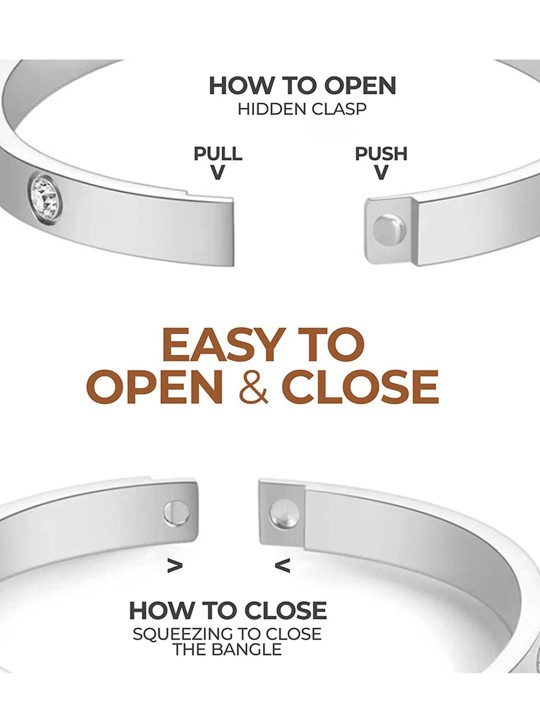 HOW TO OPEN
HIDDEN CLASP
PULL
PUSH
EASY TO
OPEN & CLOSE
> <
HOW TO CLOSE
SQUEEZING TO CLOSE
THE BANGLE